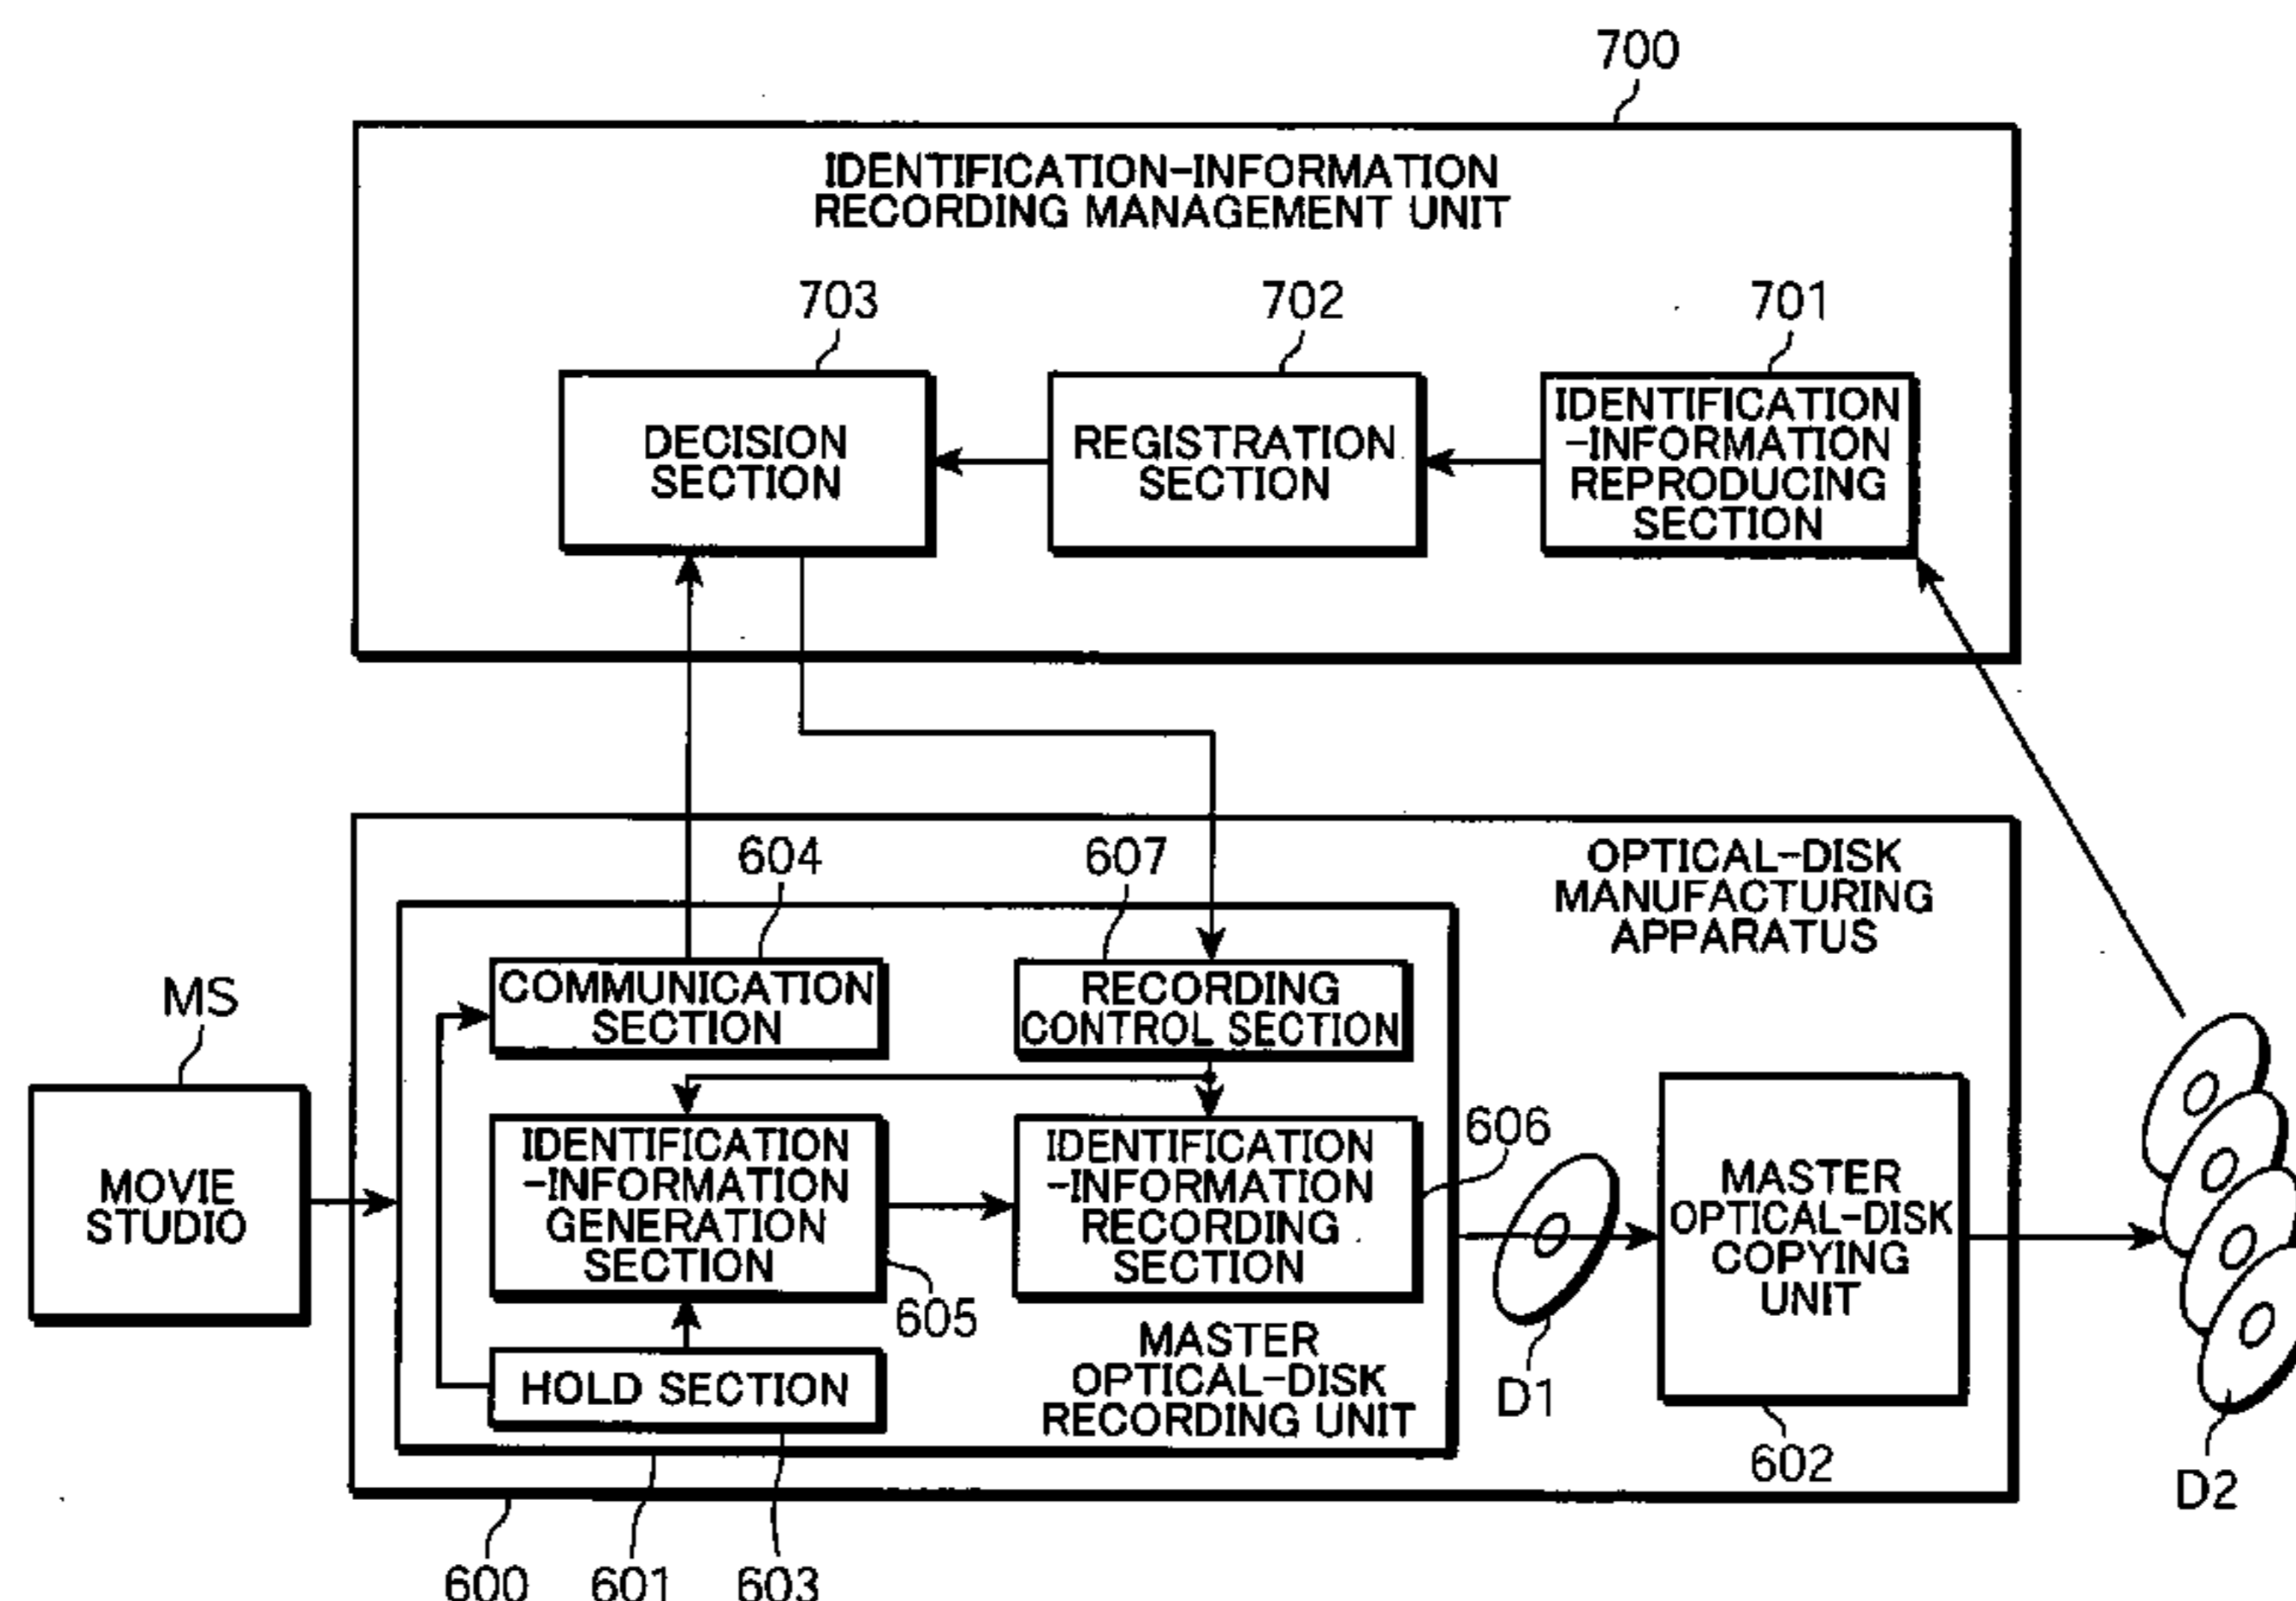 700
IDENTIFICATION-INFORMATION
RECORDING MANAGEMENT UNIT
703
702
701
DECISION
SECTION
REGISTRATION
SECTION
IDENTIFICATION
-INFORMATION
REPRODUCING
SECTION
604
607
OPTICAL-DISK
MANUFACTURING
APPARATUS
MS
COMMUNICATION
SECTION
RECORDING
CONTROL SECTION
MOVIE
STUDIO
IDENTIFICATION
-INFORMATION
GENERATION
SECTION
605
IDENTIFICATION
-INFORMATION
RECORDING
SECTION
606
MASTER
OPTICAL-DISK
COPYING
UNIT
HOLD SECTION
MASTER
OPTICAL-DISK
RECORDING UNIT
D1
602
D2
600
601
603